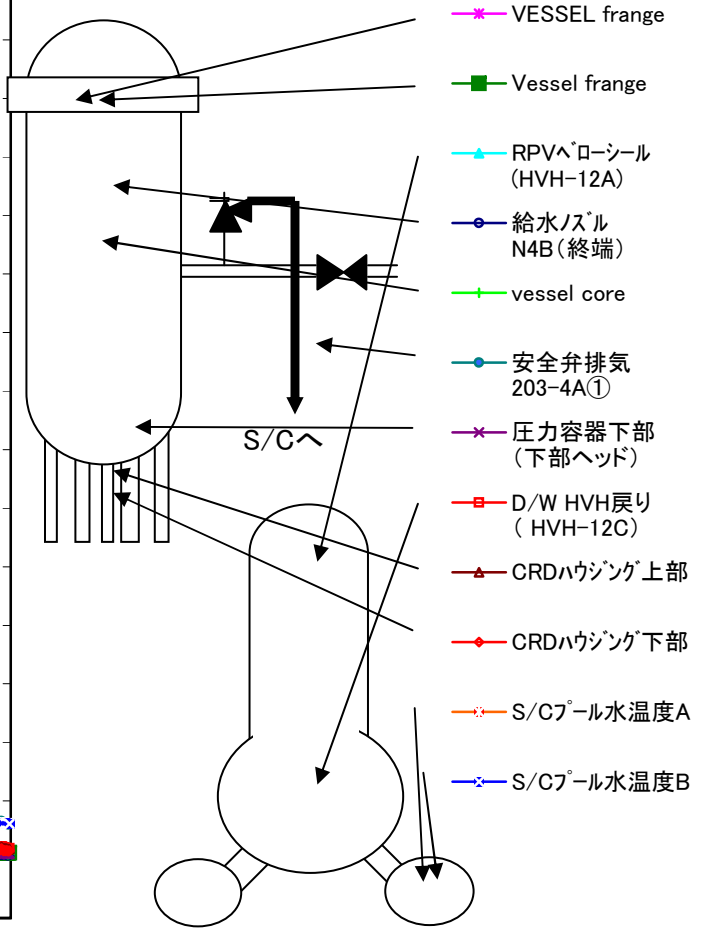 VESSEL frange
Vessel frange
RPVベローシール
(HVH-12A)
給水ノズル
N4B(終端)
vessel core
安全弁排気
203-4A①
S/Cへ
圧力容器下部
(下部ヘッド)
D/W HVH戻り
( HVH-12C)
CRDハウジング上部
CRDハウジング下部
S/Cプール水温度A
S/Cプール水温度B